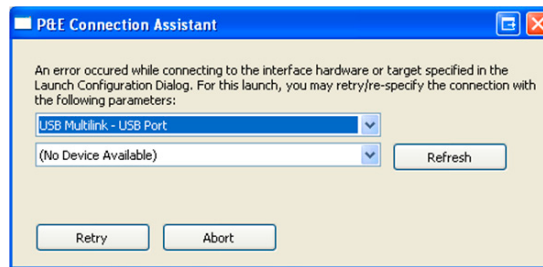 P&E Connection Assistant
An error occured while connecting to the interface hardware or target specified in the
Launch Configuration Dialog. For this launch, you may retry/re-specify the connection with
the following parameters:
USB Multilink - USB Port
(No Device Available)
Refresh
Retry
Abort